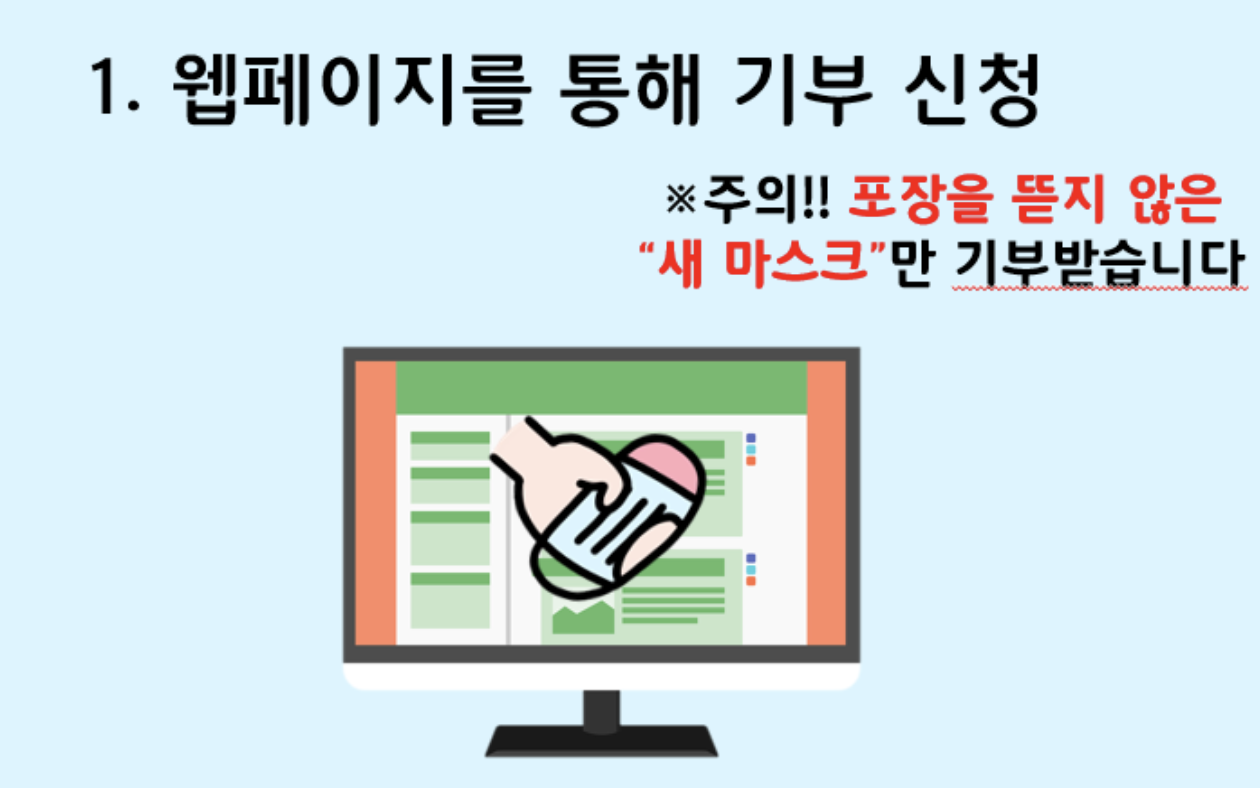 1. 웹페이지를 통해 기부 신청
※주의!! 포장을 뜯지 않은
“새 마스크”만 기부받습니다